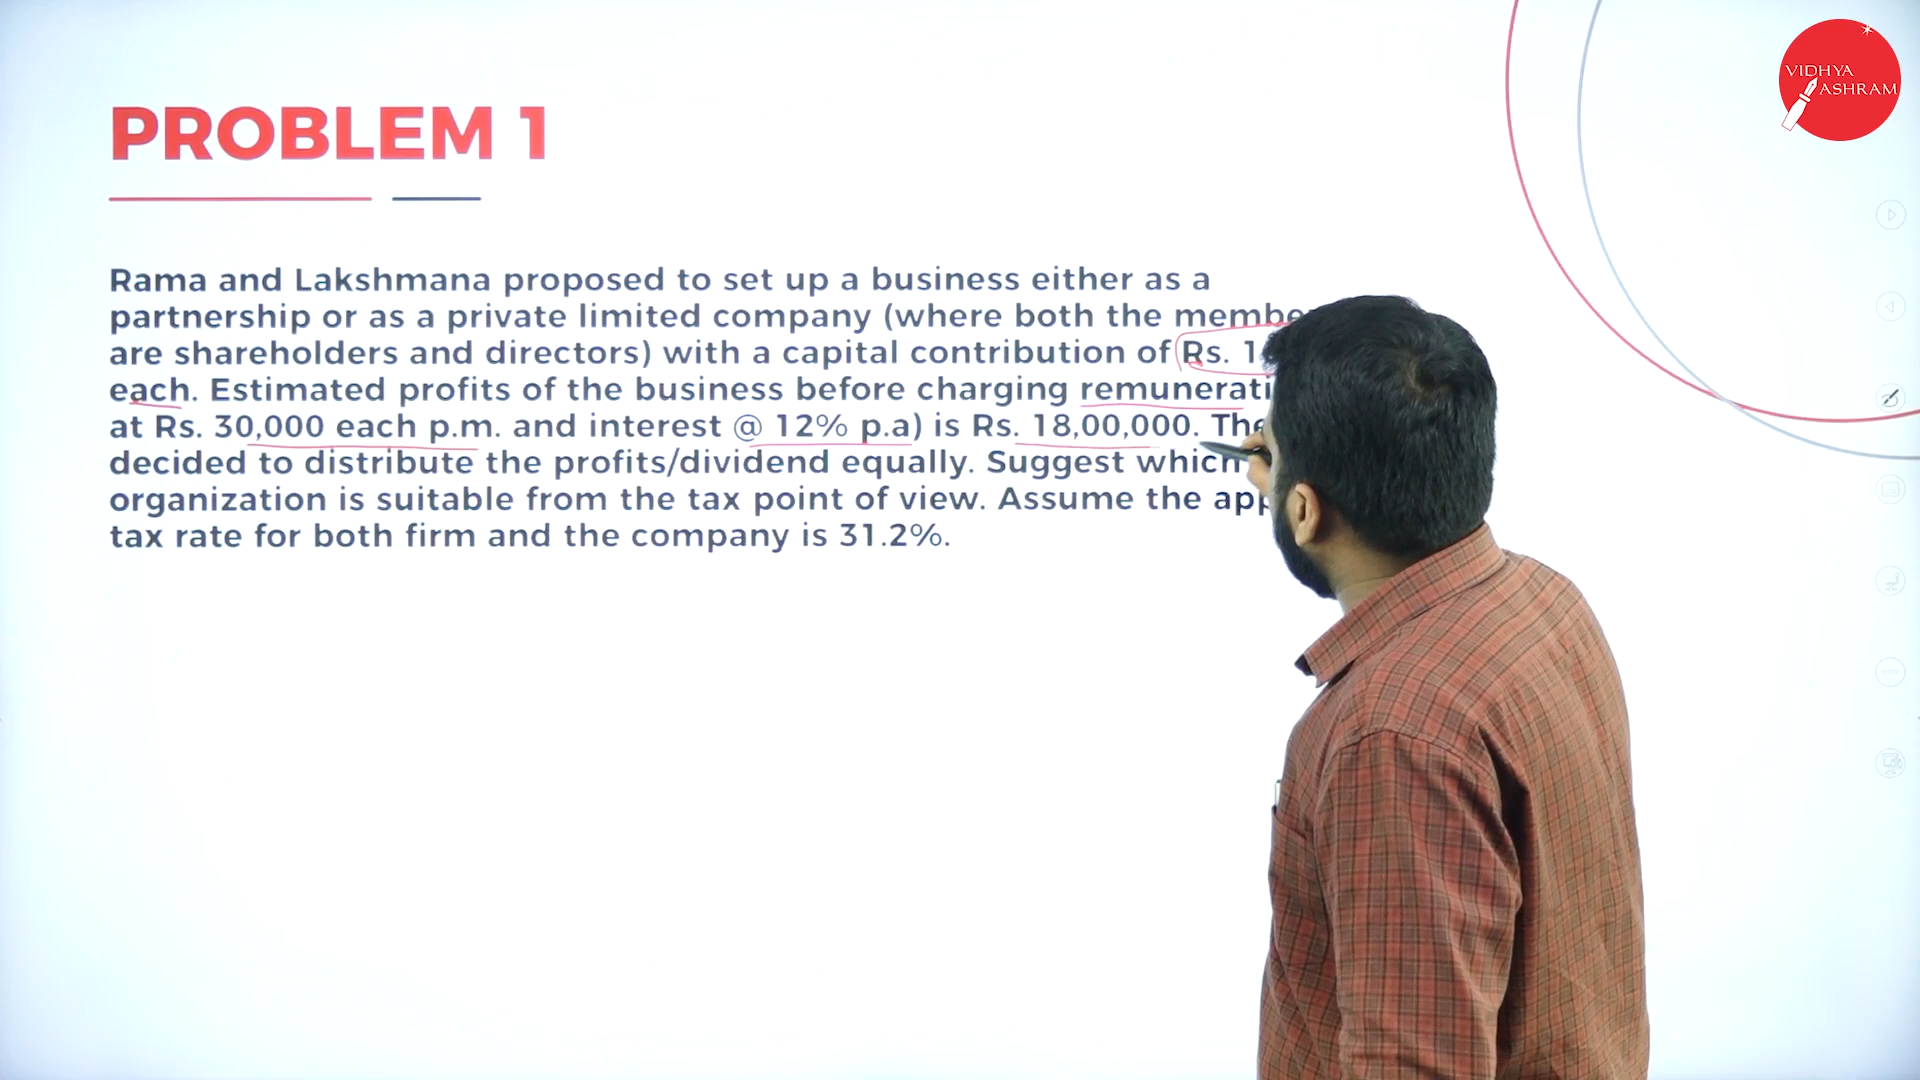 VIDHYA
ASHRAM
PROBLEM 1
Rama and Lakshmana proposed to set up a business either as a
partnership or as a private limited company (where both the
are shareholders and directors) with a capital contribution of Rs.
each. Estimated profits of the business before charging
at Rs. 30,000 each p.m. and interest @ 12% p.a) is Rs. 18,00,000.
decided to distribute the profits/dividend equally. Suggest which
organization is suitable from the tax point of view. Assume the
tax rate for both firm and the company is 31.2%.